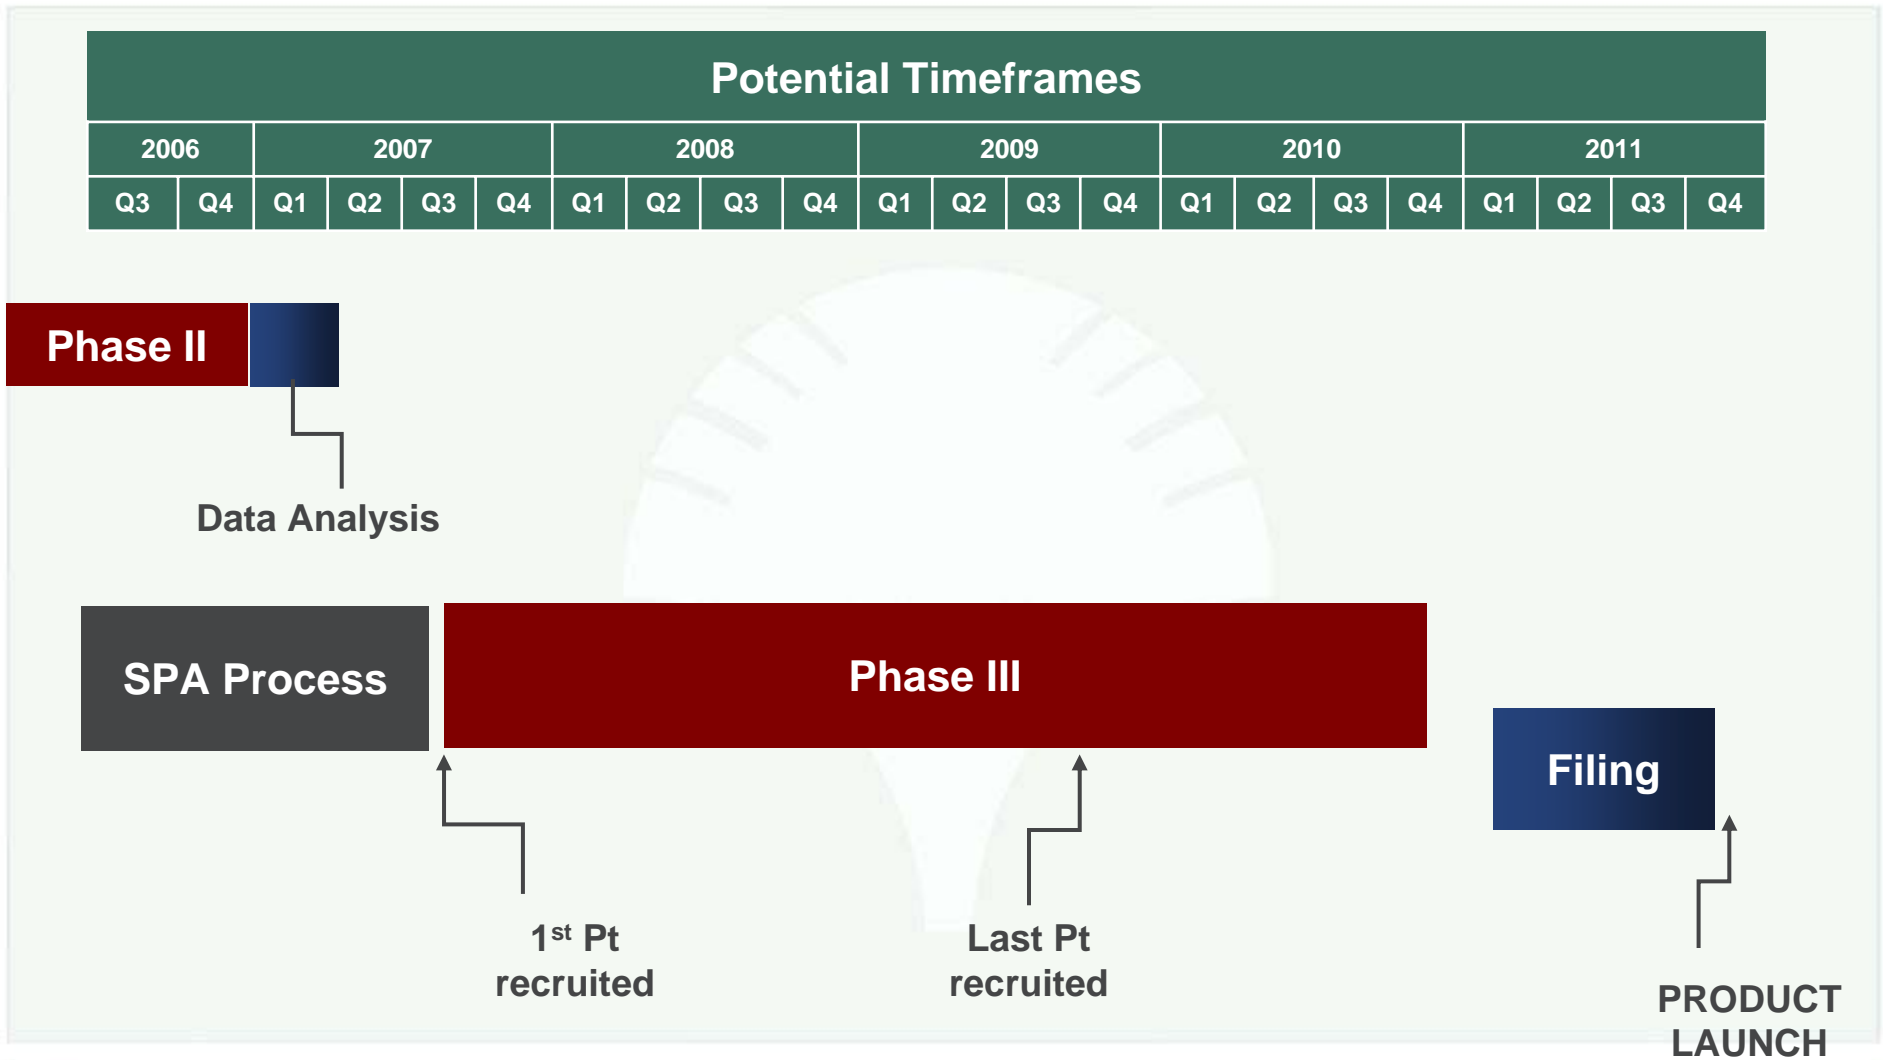 Potential Timeframes
2006 2007 2008 2009 2010 2011
Q3 Q4 Q1 Q2 Q3 Q4 Q1 Q2 Q3 Q4 Q1 Q2 Q3 Q4 Q1 Q2 Q3 Q4 Q1 Q2 Q3 Q4
Phase II
Data Analysis
SPA Process
Phase III
Filing
1st Pt
recruited
Last Pt
recruited
PRODUCT
LAUNCH